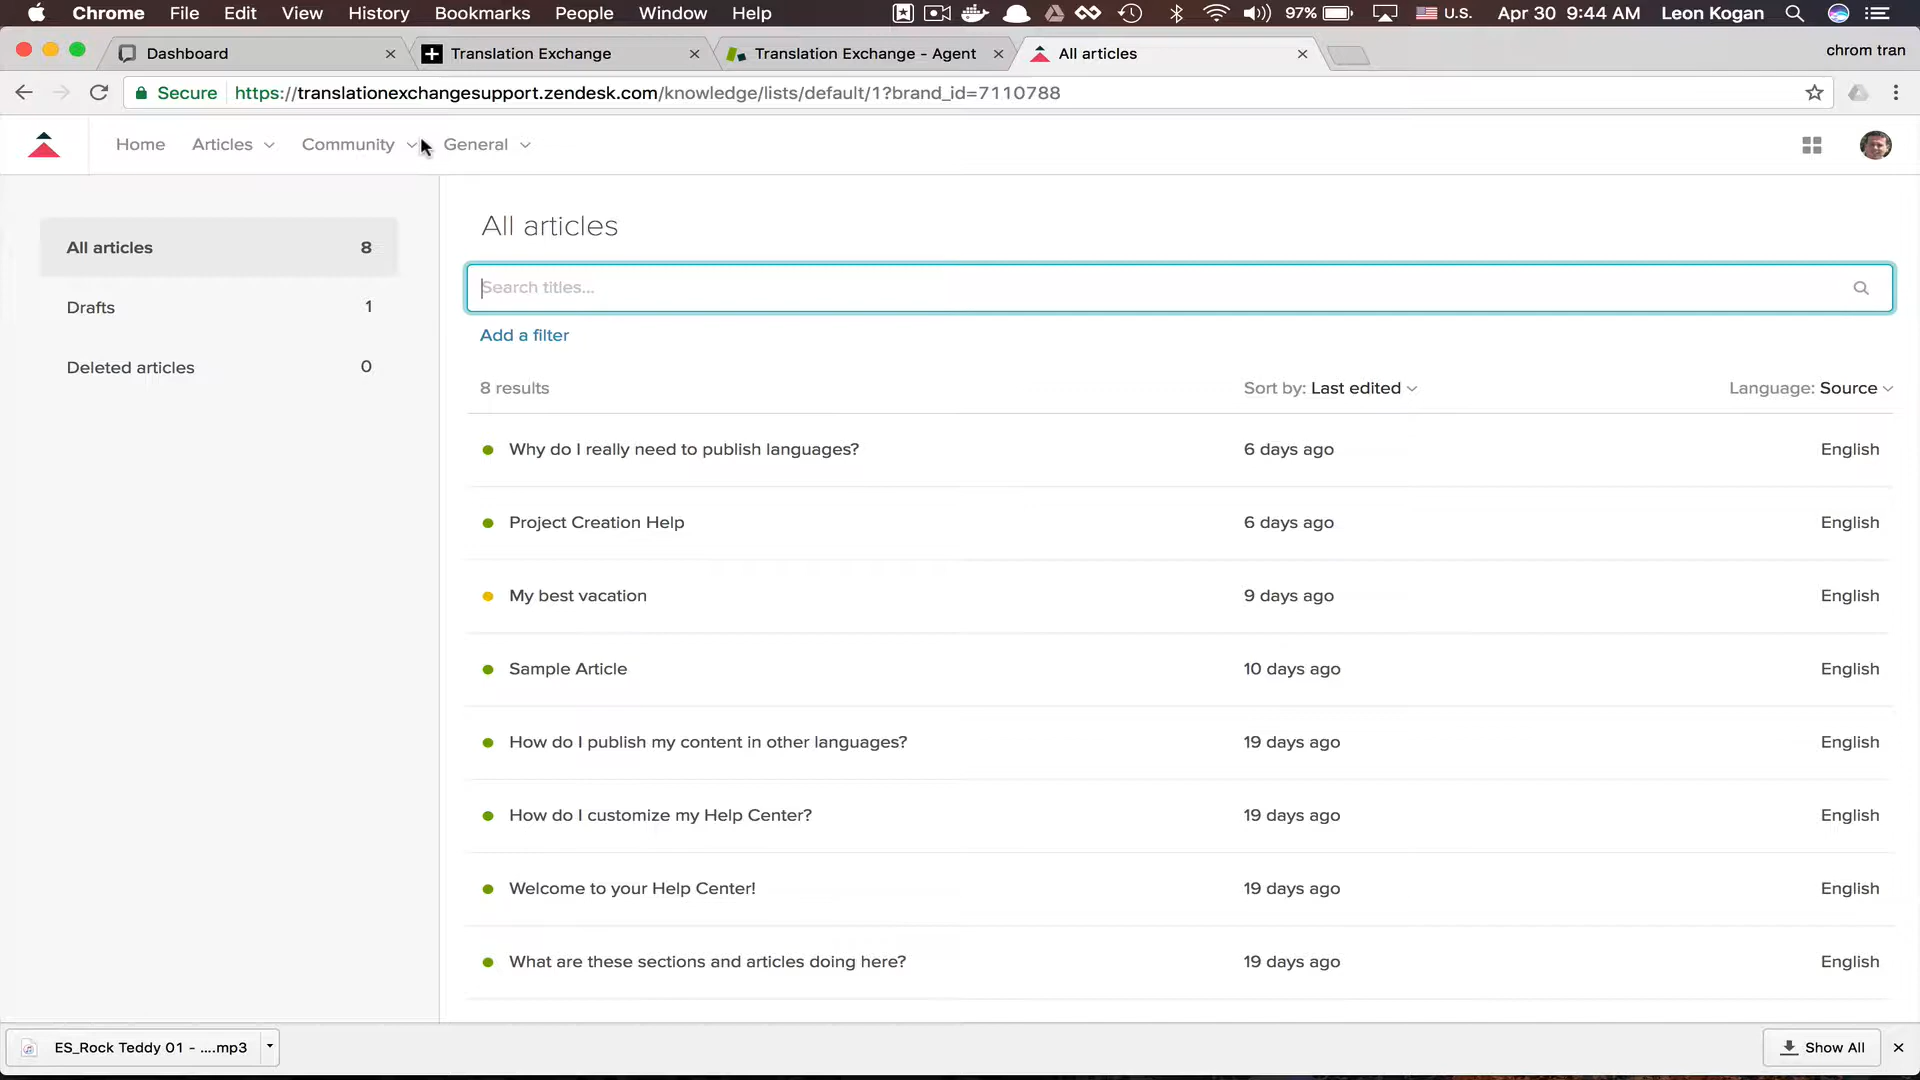 Chrome File Edit View History Bookmarks People Window Help 97% U.S. Apr 30 9:44 AM Leon Kogan
Dashboard Translation Exchange Translation Exchange - Agent All articles chrom tran
Secure https://translationexchangesupport.zendesk.com/knowledge/lists/default/1?brand_id=7110788
Home Articles Community General
All articles 8
Drafts 1
Deleted articles 0
All articles
Search titles...
Add a filter
8 results Sort by: Last edited Language: Source
Why do I really need to publish languages? 6 days ago English
Project Creation Help 6 days ago English
My best vacation 9 days ago English
Sample Article 10 days ago English
How do I publish my content in other languages? 19 days ago English
How do I customize my Help Center? 19 days ago English
Welcome to your Help Center! 19 days ago English
What are these sections and articles doing here? 19 days ago English
ES_Rock Teddy 01 - ....mp3 Show All